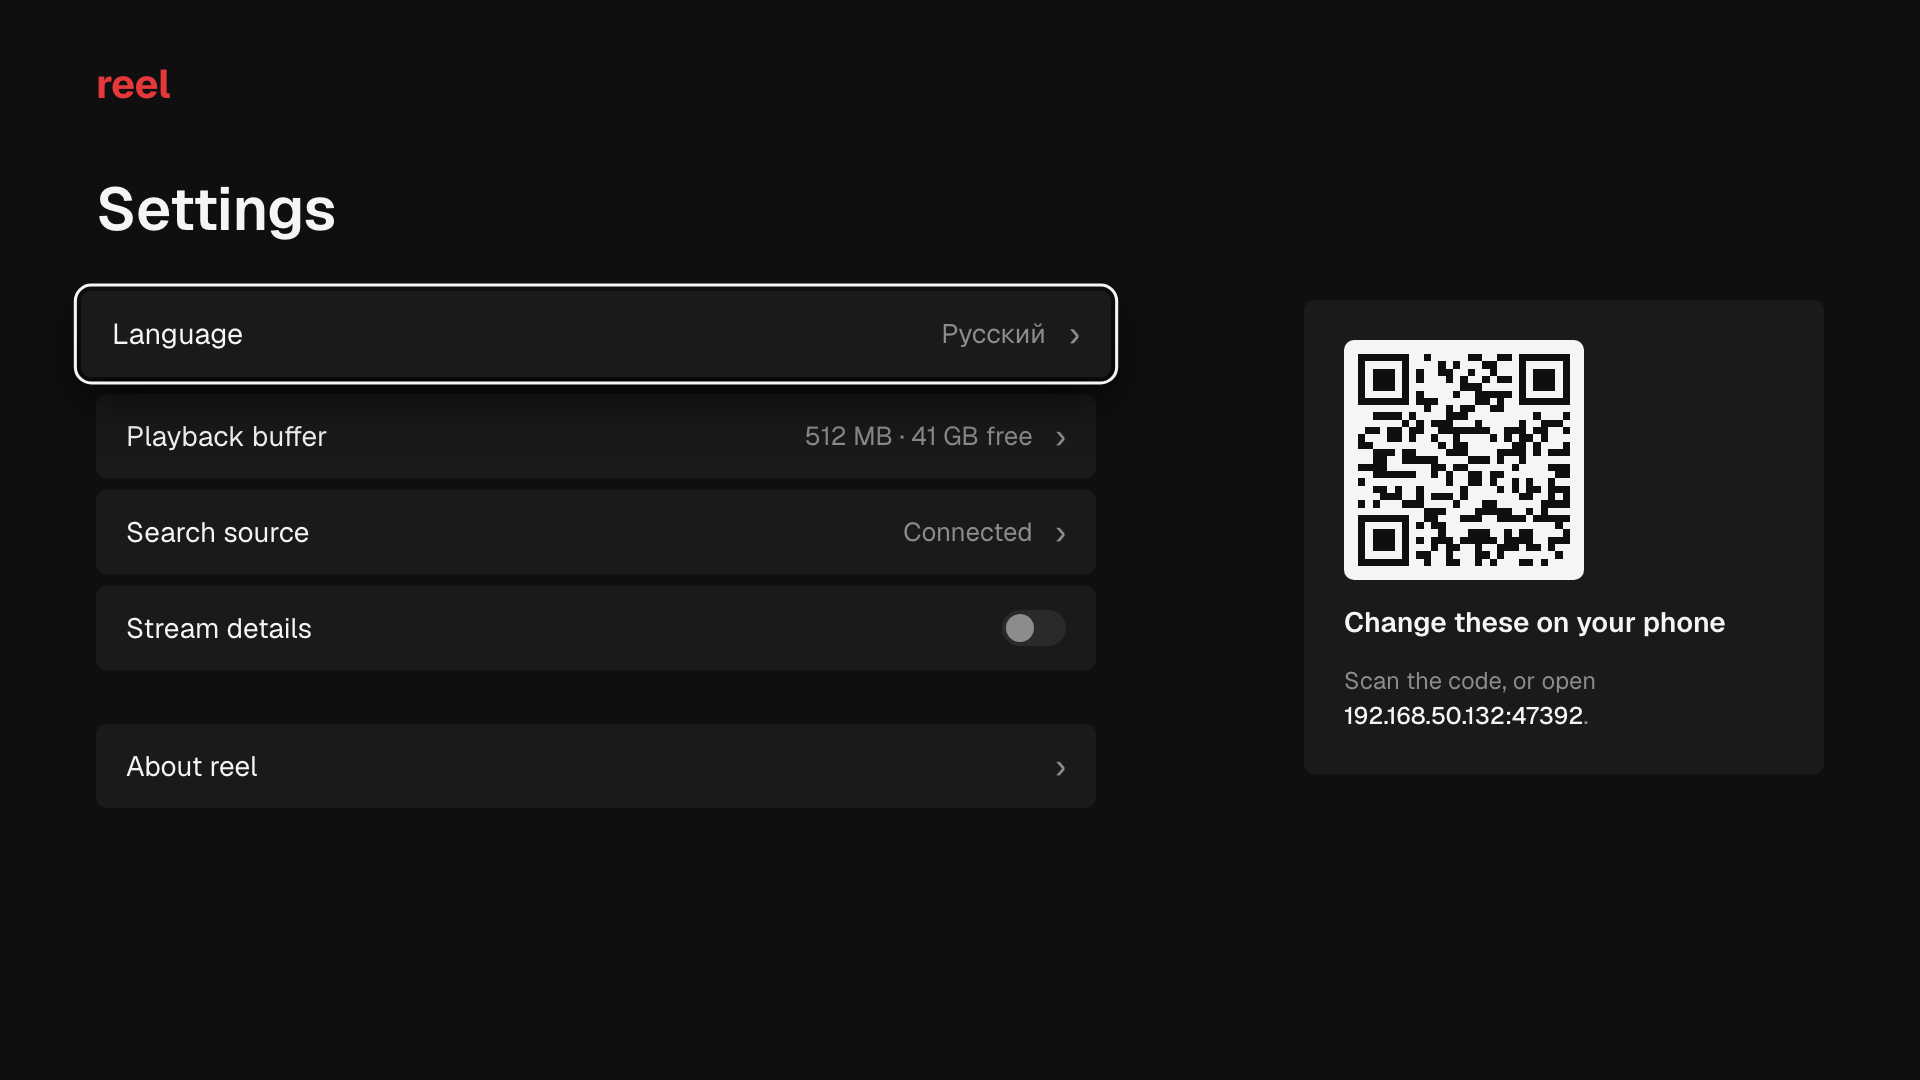 reel
Settings
Language Русский ›
Playback buffer 512 MB · 41 GB free ›
Search source Connected ›
Stream details
About reel ›
Change these on your phone
Scan the code, or open
192.168.50.132:47392.